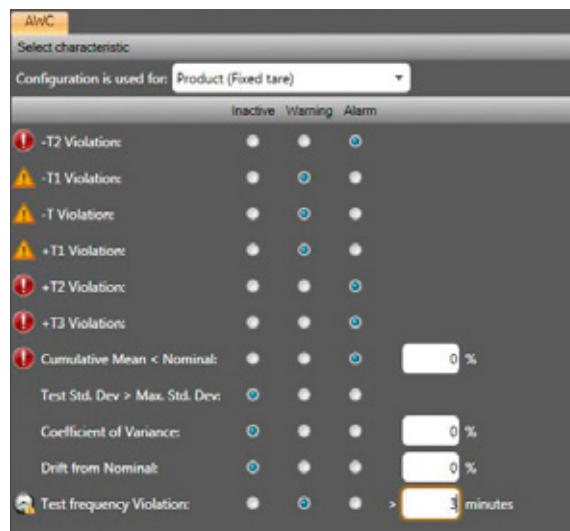 AWC
Select characteristic
Configuration is used for: Product (Fixed tare)
Inactive Warning Alarm
-T2 Violation:
-T1 Violation:
-T Violation:
+T1 Violation:
+T2 Violation:
+T3 Violation:
Cumulative Mean < Nominal: 0 %
Test Std. Dev > Max. Std. Dev:
Coefficient of Variance: 0 %
Drift from Nominal: 0 %
Test frequency Violation: > 3 minutes